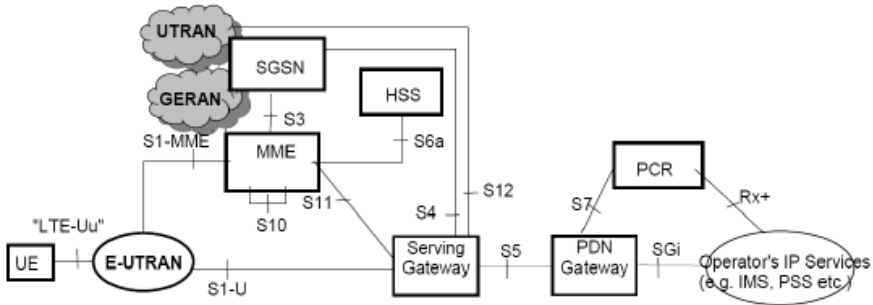 UTRAN
SGSN
GERAN
HSS
S3
S1-MME
S6a
MME
PCR
S12
S11
S10
S4
S7
Rx+
"LTE-Uu"
UE
E-UTRAN
Serving
Gateway
S5
PDN
Gateway
SGi
Operator's IP Services
(e.g. IMS, PSS etc.)
S1-U